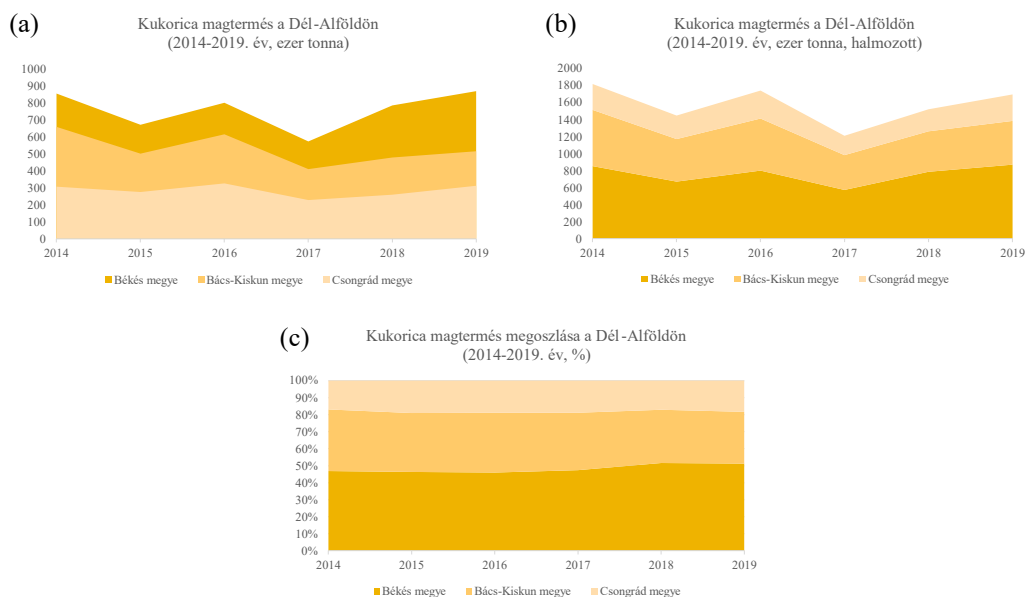 (a)
Kukorica magtermés a Dél-Alföldön
(2014-2019. év, ezer tonna)
1000
900
800
700
600
500
400
300
200
100
0
2014 2015 2016 2017 2018 2019
Békés megye Bács-Kiskun megye Csongrád megye
(b)
Kukorica magtermés a Dél-Alföldön
(2014-2019. év, ezer tonna, halmozott)
2000
1800
1600
1400
1200
1000
800
600
400
200
0
2014 2015 2016 2017 2018 2019
Békés megye Bács-Kiskun megye Csongrád megye
(c)
Kukorica magtermés megoszlása a Dél-Alföldön
(2014-2019. év, %)
100%
90%
80%
70%
60%
50%
40%
30%
20%
10%
0%
2014 2015 2016 2017 2018 2019
Békés megye Bács-Kiskun megye Csongrád megye